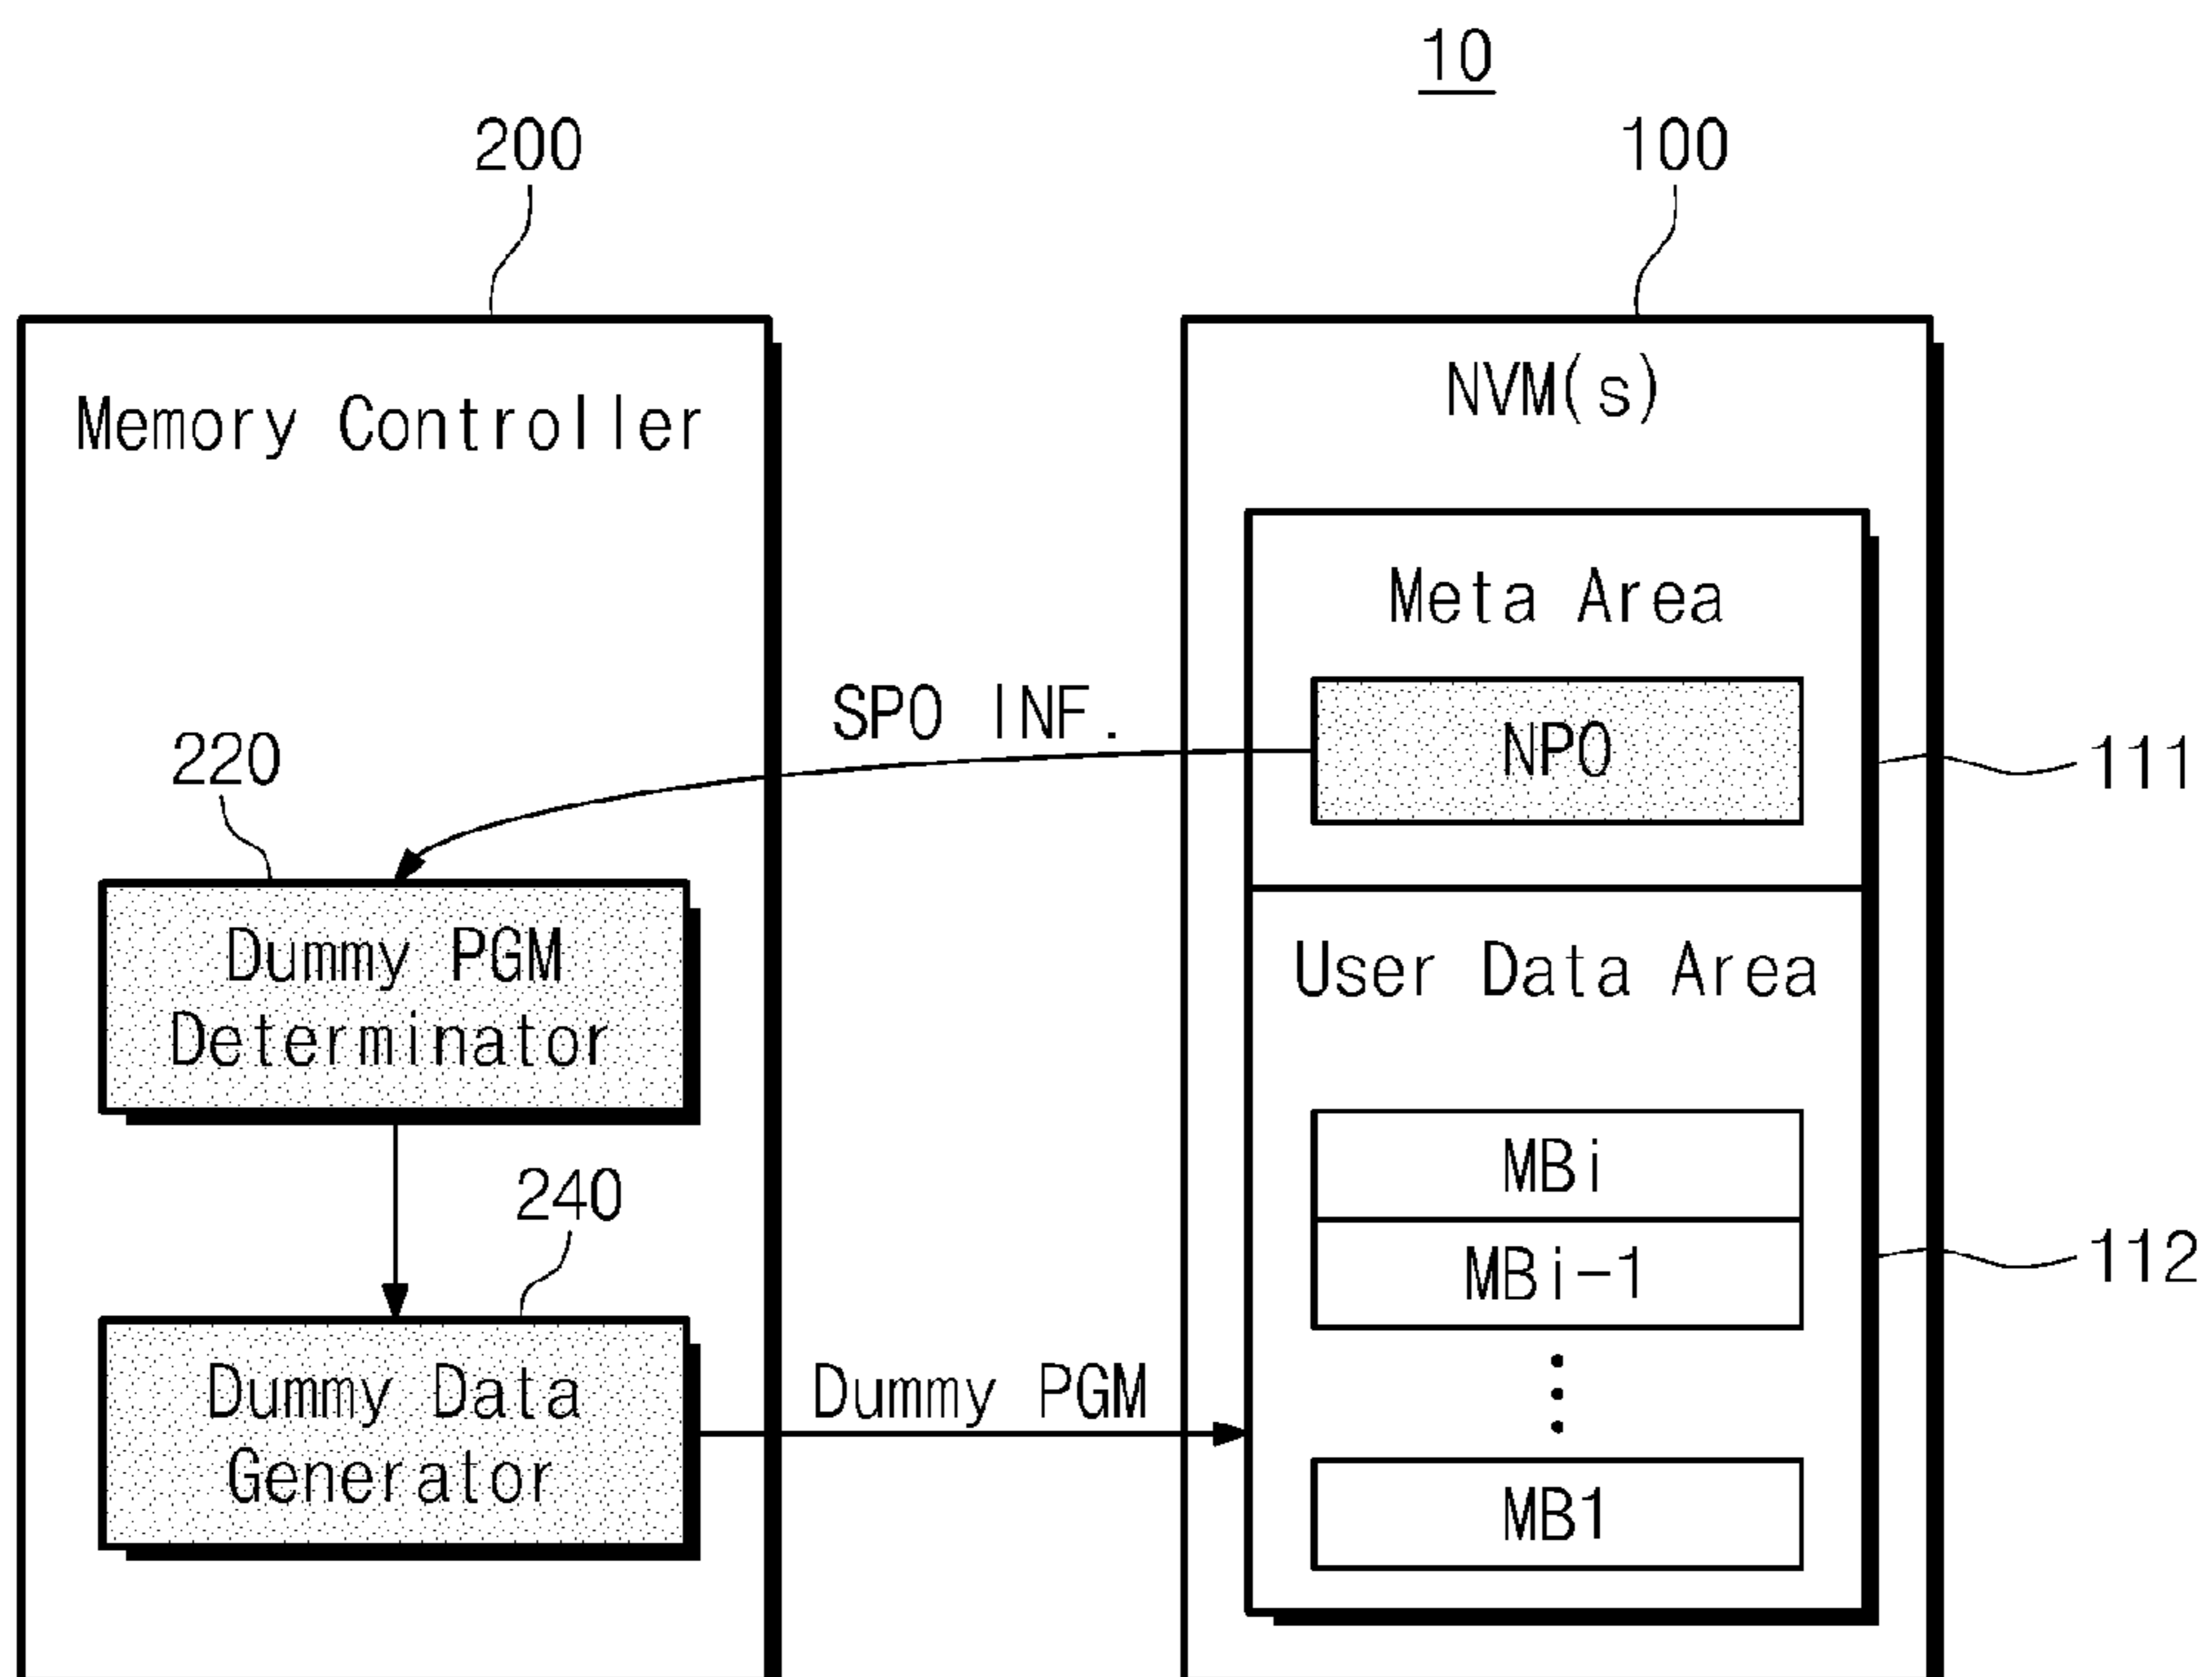 10
200
100
Memory Controller
NVM(s)
Meta Area
SPO INF.
NPO
111
220
Dummy PGM
Determinator
User Data Area
MBi
240
MBi-1
112
Dummy Data
Generator
Dummy PGM
MB1